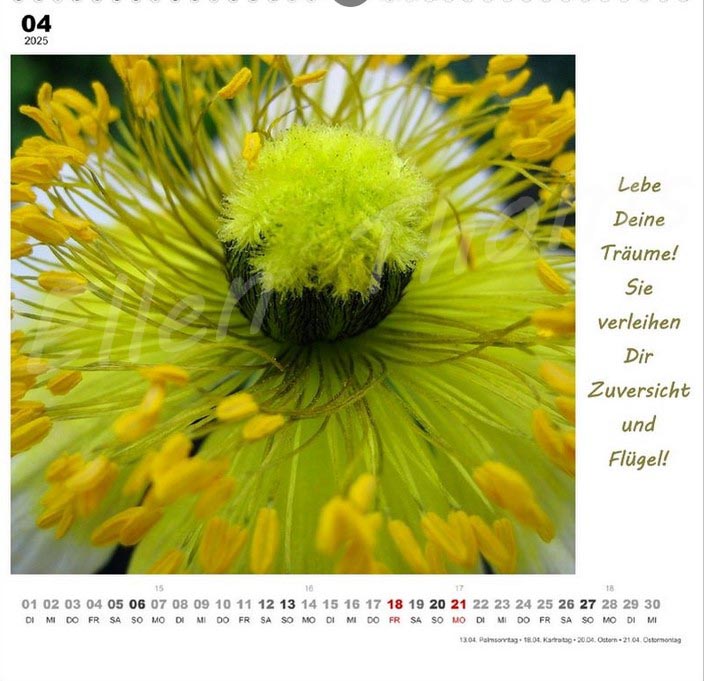 04
2025
Ellen Thoms
Lebe
Deine
Träume!
Sie
verleihen
Dir
Zuversicht
und
Flügel!
15 16 17 18
01 02 03 04 05 06 07 08 09 10 11 12 13 14 15 16 17 18 19 20 21 22 23 24 25 26 27 28 29 30
DI MI DO FR SA SO MO DI MI DO FR SA SO MO DI MI DO FR SA SO MO DI MI DO FR SA SO MO DI MI
13.04. Palmsonntag • 18.04. Karfreitag • 20.04. Ostern • 21.04. Ostermontag